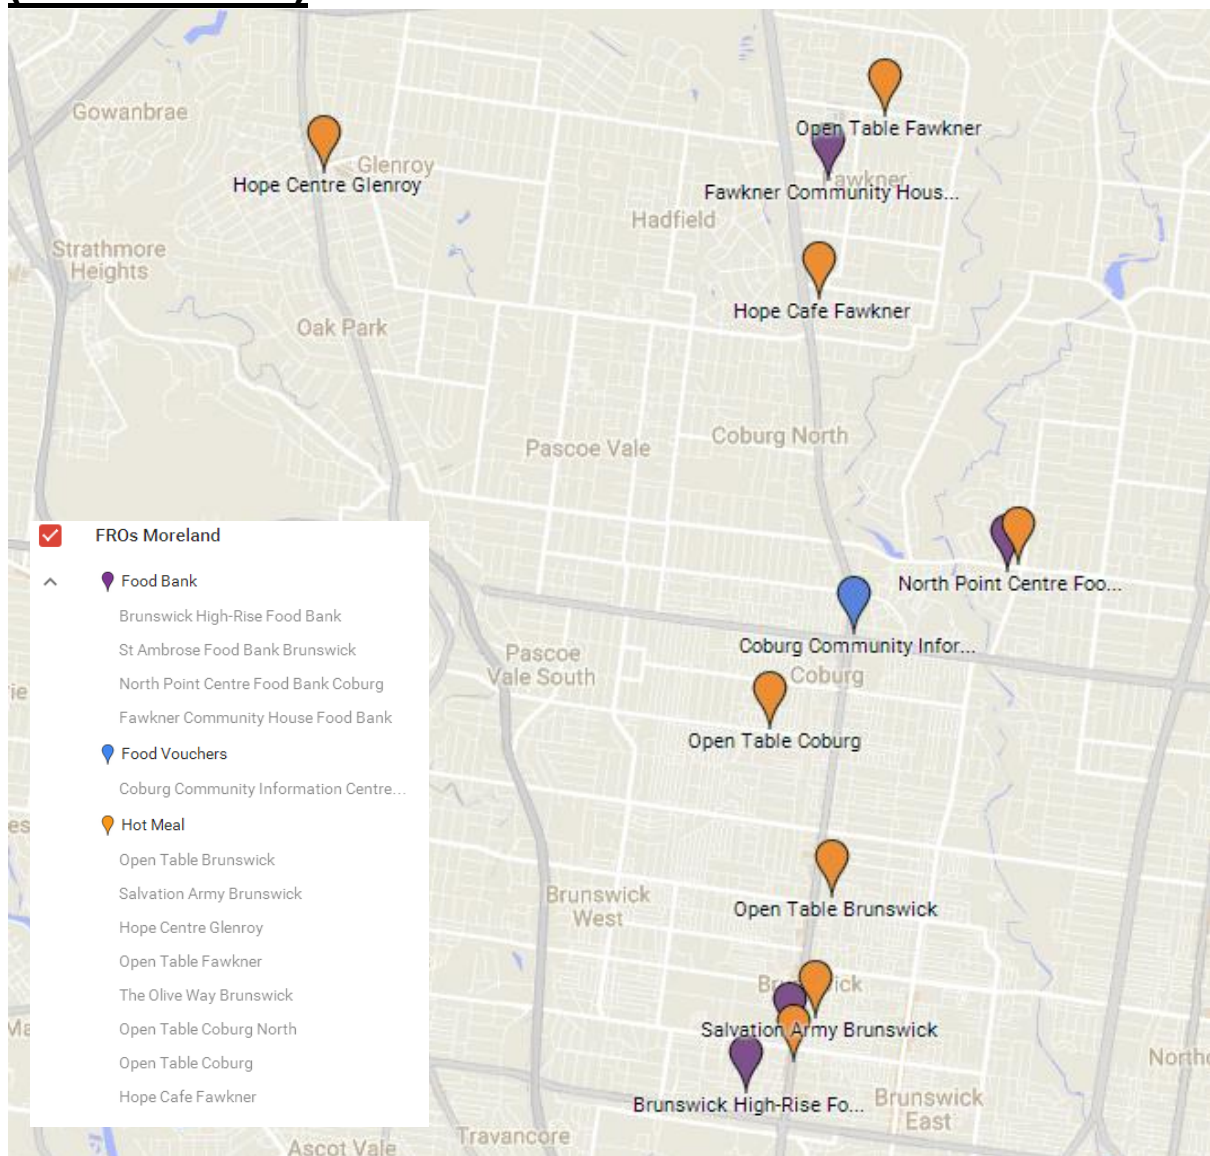 Gowanbrae
Open Table Fawkner
Glenroy
Hope Centre Glenroy
Fawkner
Fawkner Community Hous...
Hadfield
Strathmore
Heights
Hope Cafe Fawkner
Oak Park
Coburg North
Pascoe Vale
North Point Centre Foo...
Coburg Community Infor...
Pascoe
Vale South
Coburg
Open Table Coburg
Brunswick
West
Open Table Brunswick
Brunswick
Salvation Army Brunswick
Brunswick High-Rise Fo...
Brunswick
East
Travancore
Ascot Vale
FROs Moreland
Food Bank
Brunswick High-Rise Food Bank
St Ambrose Food Bank Brunswick
North Point Centre Food Bank Coburg
Fawkner Community House Food Bank
Food Vouchers
Coburg Community Information Centre...
Hot Meal
Open Table Brunswick
Salvation Army Brunswick
Hope Centre Glenroy
Open Table Fawkner
The Olive Way Brunswick
Open Table Coburg North
Open Table Coburg
Hope Cafe Fawkner